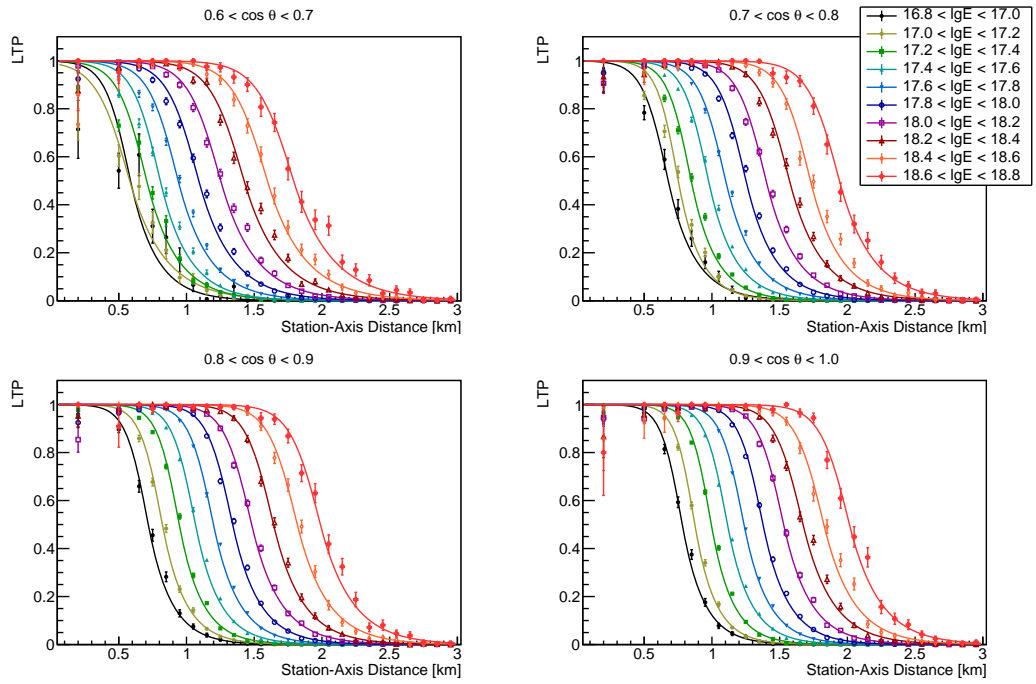 0.6 < cos θ < 0.7
LTP
1
0.8
0.6
0.4
0.2
0
0.5 1 1.5 2 2.5 3
Station-Axis Distance [km]
0.7 < cos θ < 0.8
LTP
1
0.8
0.6
0.4
0.2
0
0.5 1 1.5 2 2.5 3
Station-Axis Distance [km]
16.8 < lgE < 17.0
17.0 < lgE < 17.2
17.2 < lgE < 17.4
17.4 < lgE < 17.6
17.6 < lgE < 17.8
17.8 < lgE < 18.0
18.0 < lgE < 18.2
18.2 < lgE < 18.4
18.4 < lgE < 18.6
18.6 < lgE < 18.8
0.8 < cos θ < 0.9
LTP
1
0.8
0.6
0.4
0.2
0
0.5 1 1.5 2 2.5 3
Station-Axis Distance [km]
0.9 < cos θ < 1.0
LTP
1
0.8
0.6
0.4
0.2
0
0.5 1 1.5 2 2.5 3
Station-Axis Distance [km]